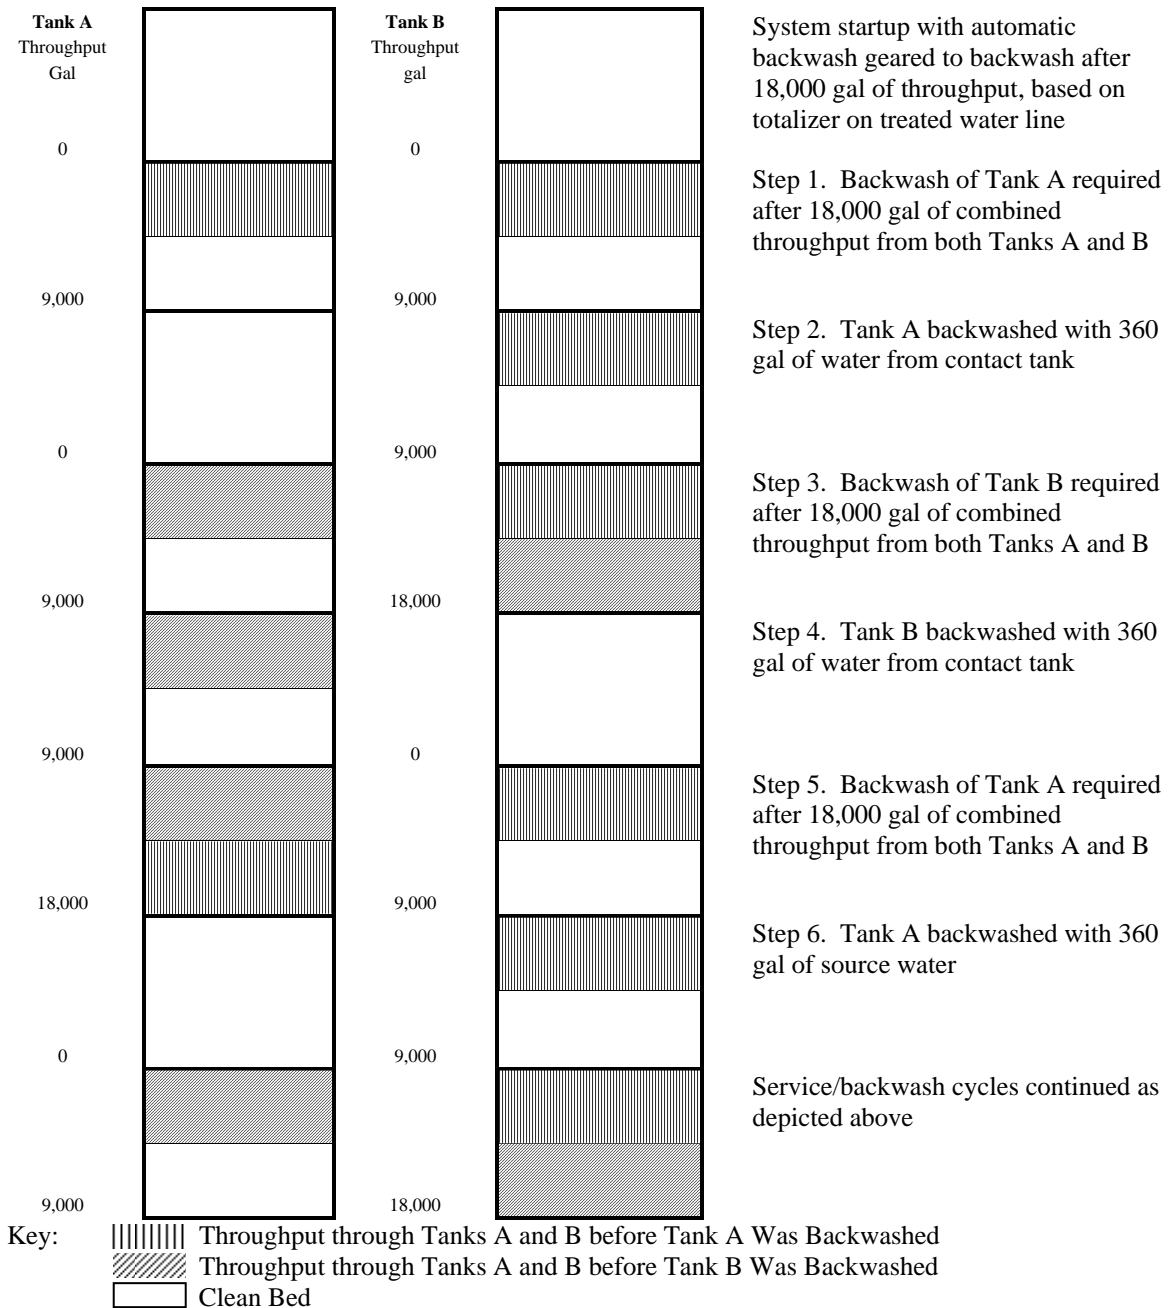 Tank A
Throughput
Gal
Tank B
Throughput
gal
System startup with automatic
backwash geared to backwash after
18,000 gal of throughput, based on
totalizer on treated water line
0
0
Step 1. Backwash of Tank A required
after 18,000 gal of combined
throughput from both Tanks A and B
9,000
9,000
Step 2. Tank A backwashed with 360
gal of water from contact tank
0
9,000
Step 3. Backwash of Tank B required
after 18,000 gal of combined
throughput from both Tanks A and B
9,000
18,000
Step 4. Tank B backwashed with 360
gal of water from contact tank
9,000
0
Step 5. Backwash of Tank A required
after 18,000 gal of combined
throughput from both Tanks A and B
18,000
9,000
Step 6. Tank A backwashed with 360
gal of source water
0
9,000
Service/backwash cycles continued as
depicted above
9,000
18,000
Key:
Throughput through Tanks A and B before Tank A Was Backwashed
Throughput through Tanks A and B before Tank B Was Backwashed
Clean Bed